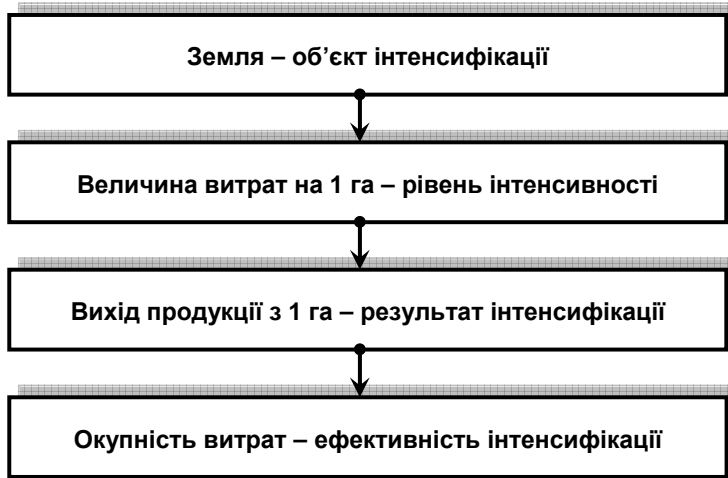 Земля – об’єкт інтенсифікації
Величина витрат на 1 га – рівень інтенсивності
Вихід продукції з 1 га – результат інтенсифікації
Окупність витрат – ефективність інтенсифікації